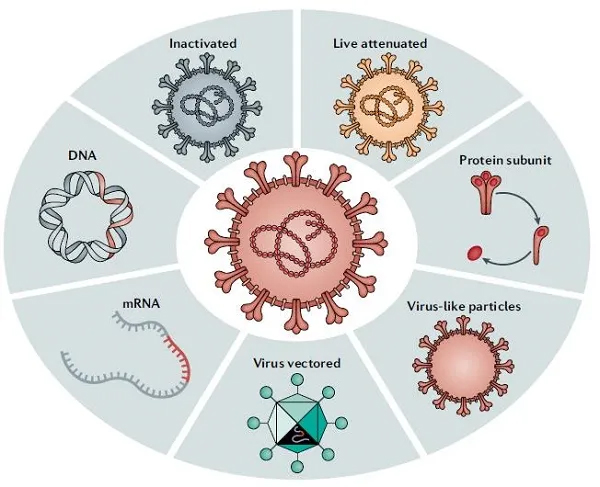 Inactivated
Live attenuated
DNA
Protein subunit
mRNA
Virus-like particles
Virus vectored